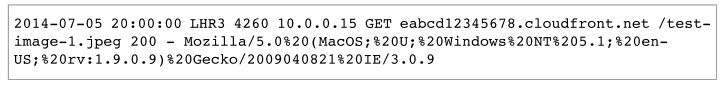 2014-07-05 20:00:00 LHR3 4260 10.0.0.15 GET eabcd12345678.cloudfront.net /test-
image-1.jpeg 200 - Mozilla/5.0%20(MacOS;%20U;%20Windows%20NT%205.1;%20en-
US;%20rv:1.9.0.9)%20Gecko/2009040821%20IE/3.0.9